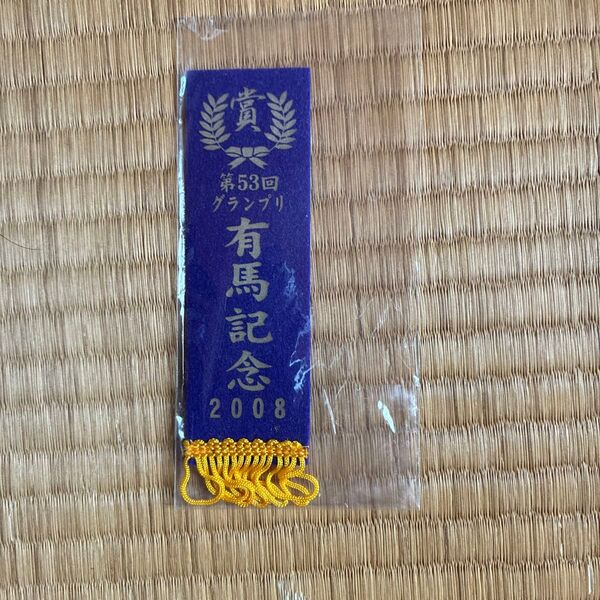 賞
第53回
グランプリ
有馬記念
2008